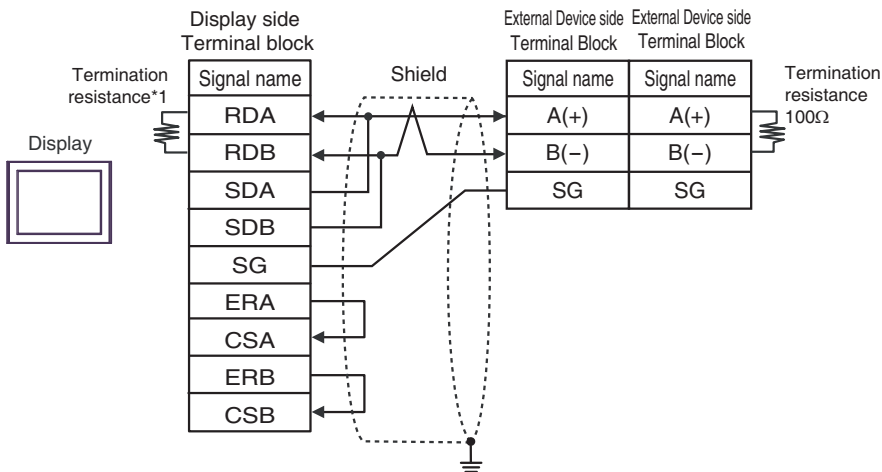 Display side
Terminal block
External Device side
Terminal Block
External Device side
Terminal Block
Termination
resistance*1
Signal name
Shield
Signal name
Signal name
Termination
resistance
100Ω
RDA
A(+)
A(+)
Display
RDB
B(−)
B(−)
SDA
SG
SG
SDB
SG
ERA
CSA
ERB
CSB